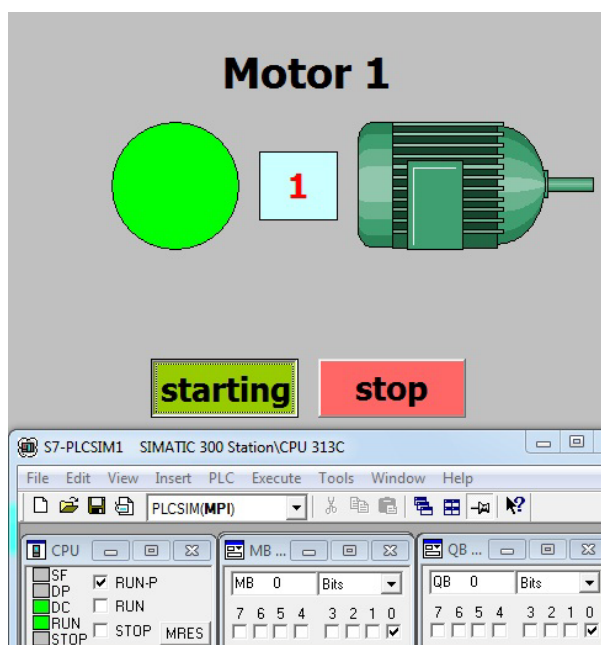 Motor 1
1
starting stop
S7-PLCSIM1 SIMATIC 300 Station\CPU 313C
File Edit View Insert PLC Execute Tools Window Help
PLCSIM(MPI)
CPU MB ... QB ...
SF
DP
DC
RUN
STOP
RUN-P
RUN
STOP MRES
MB 0 Bits
7 6 5 4 3 2 1 0
QB 0 Bits
7 6 5 4 3 2 1 0